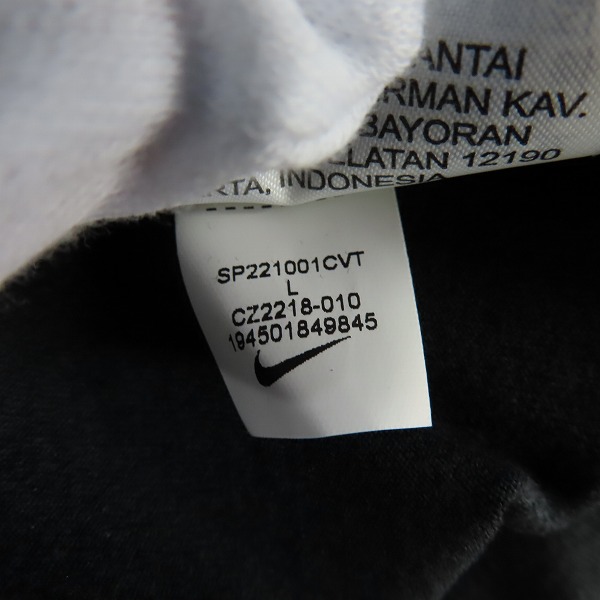 ANTAI
RMAN KAV.
BAYORAN
LATAN 12190
RTA, INDONESIA
SP221001CVT
L
CZ2218-010
194501849845